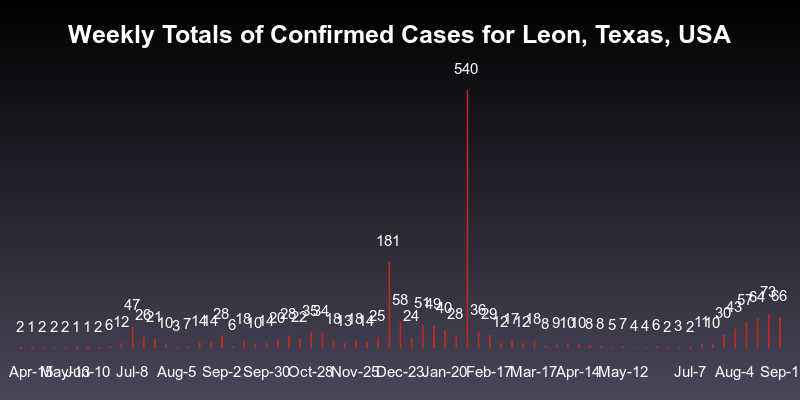 Weekly Totals of Confirmed Cases for Leon, Texas, USA
540
181
2 1 2 2 2 1 1 2 6 12 47 26 21 10 3 7 14 14 28 6 18 10 14 20 28 22 35 34 18 13 18 14 25 58 24 51 49 40 28 36 29 12 17 12 18 8 9 10 10 8 8 5 7 4 4 6 2 3 2 11 10 30 43 57 64 73 66
Apr-15 May-13 Jun-10 Jul-8 Aug-5 Sep-2 Sep-30 Oct-28 Nov-25 Dec-23 Jan-20 Feb-17 Mar-17 Apr-14 May-12 Jul-7 Aug-4 Sep-1